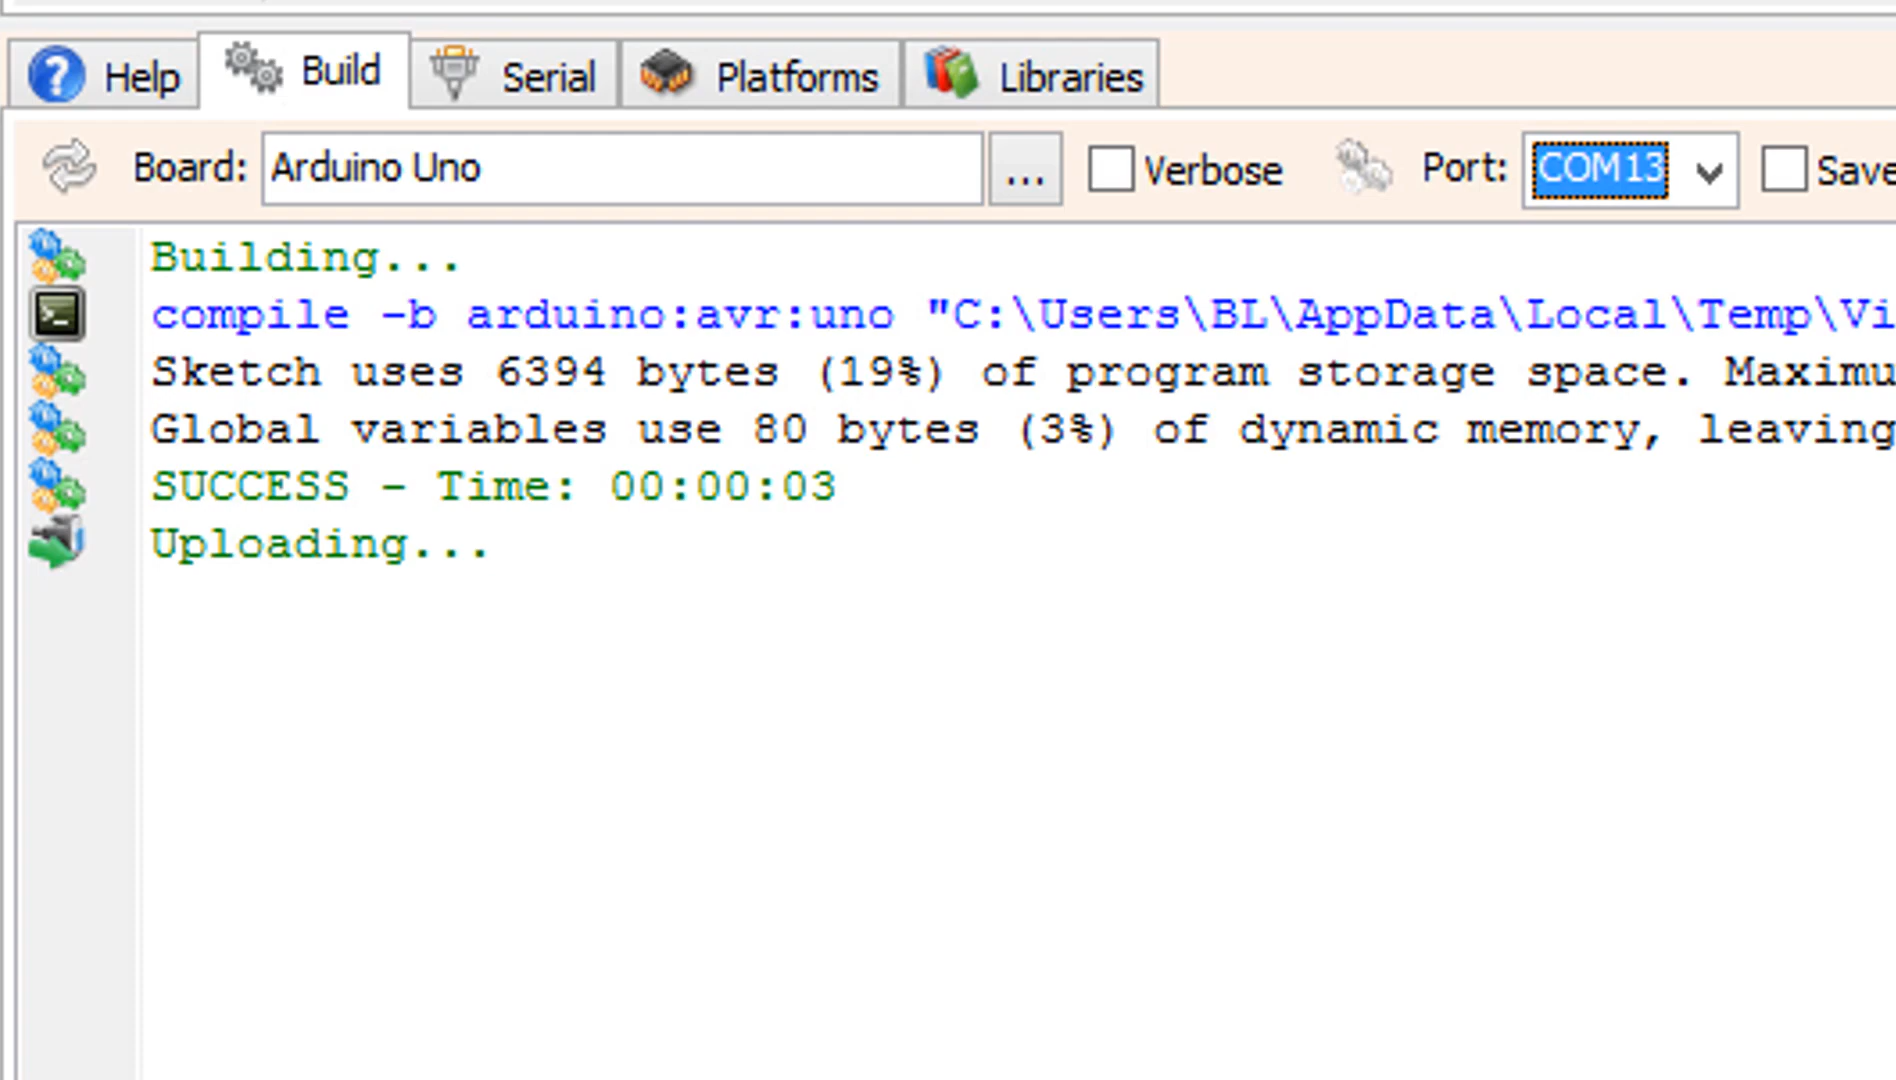 Help Build Serial Platforms Libraries
Board: Arduino Uno ... Verbose Port: COM13 Save
Building...
compile -b arduino:avr:uno "C:\Users\BL\AppData\Local\Temp\Vi
Sketch uses 6394 bytes (19%) of program storage space. Maximu
Global variables use 80 bytes (3%) of dynamic memory, leaving
SUCCESS - Time: 00:00:03
Uploading...